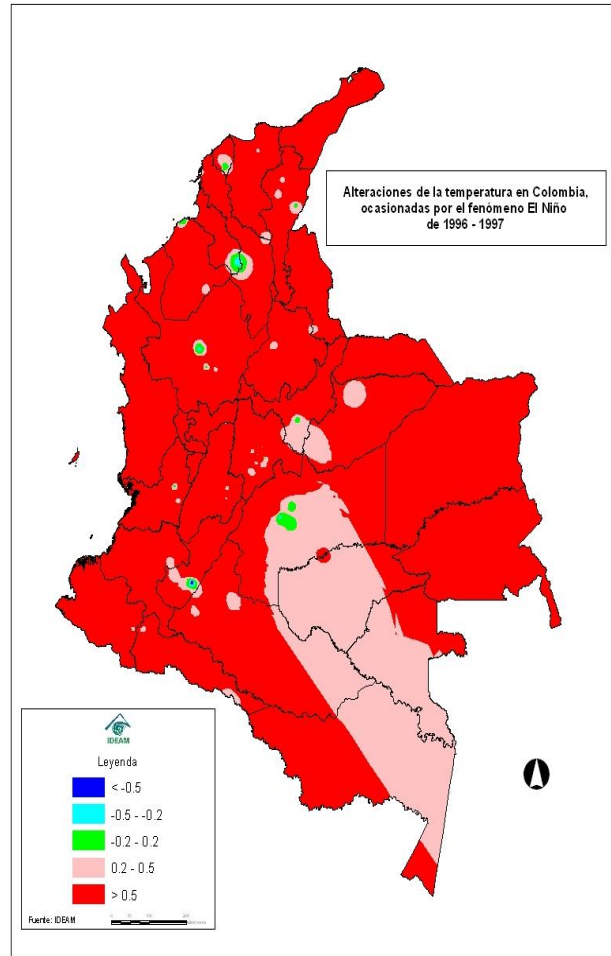 Alteraciones de la temperatura en Colombia,
ocasionadas por el fenómeno El Niño
de 1996 - 1997
IDEAM
Leyenda
< -0.5
-0.5 - -0.2
-0.2 - 0.2
0.2 - 0.5
> 0.5
Fuente: IDEAM